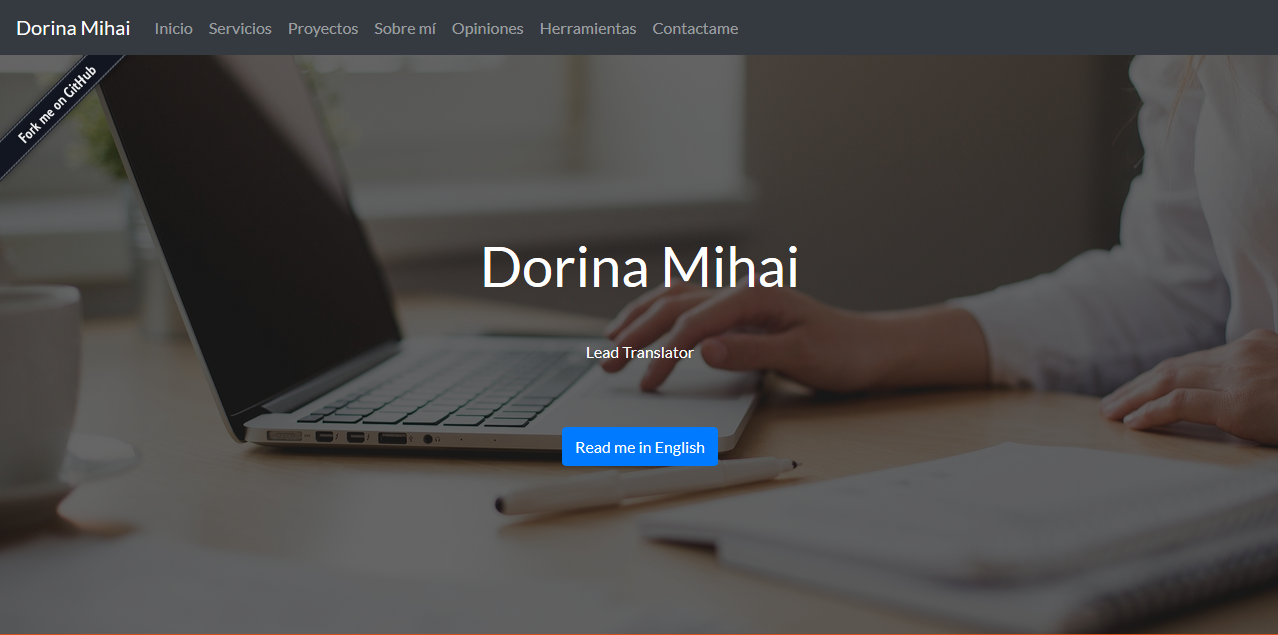 Dorina Mihai Inicio Servicios Proyectos Sobre mí Opiniones Herramientas Contactame
Fork me on GitHub
Dorina Mihai
Lead Translator
Read me in English